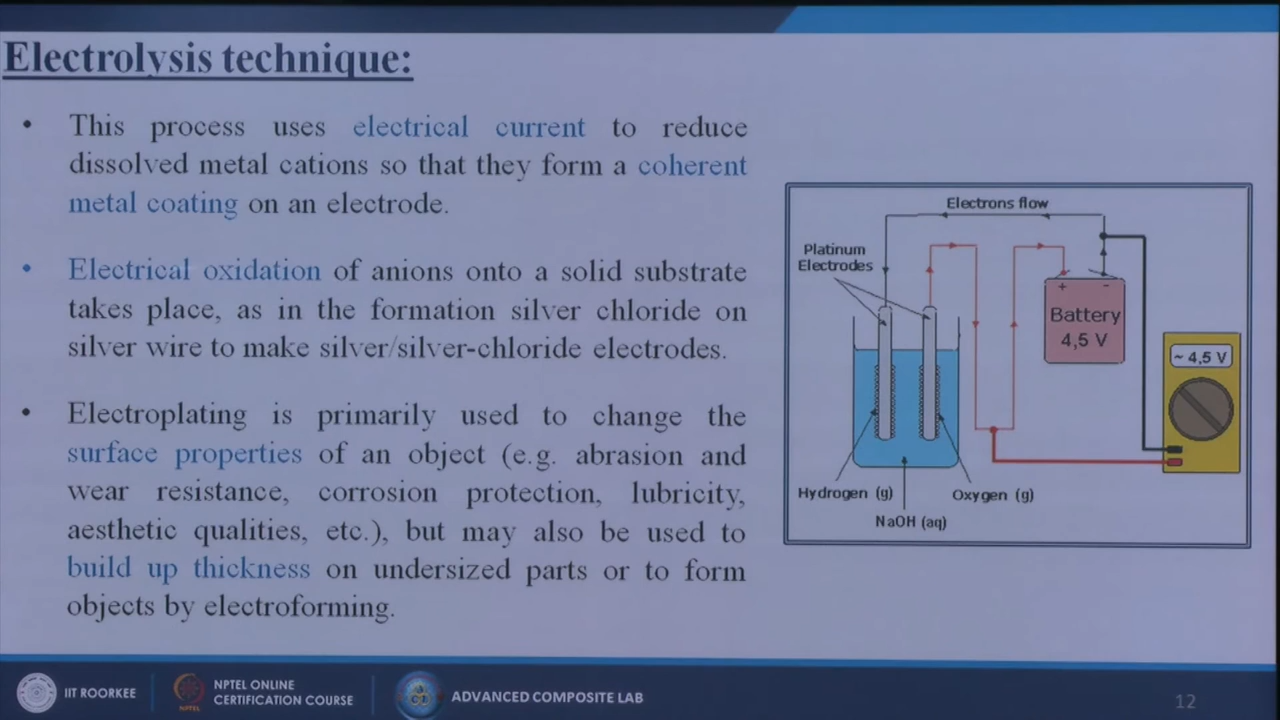 Electrolysis technique:
• This process uses electrical current to reduce
dissolved metal cations so that they form a coherent
metal coating on an electrode.
• Electrical oxidation of anions onto a solid substrate
takes place, as in the formation silver chloride on
silver wire to make silver/silver-chloride electrodes.
• Electroplating is primarily used to change the
surface properties of an object (e.g. abrasion and
wear resistance, corrosion protection, lubricity,
aesthetic qualities, etc.), but may also be used to
build up thickness on undersized parts or to form
objects by electroforming.
Electrons flow
Platinum
Electrodes
+ -
Battery
4,5 V
~ 4,5 V
Hydrogen (g)
Oxygen (g)
NaOH (aq)
IIT ROORKEE
NPTEL
NPTEL ONLINE
CERTIFICATION COURSE
ADVANCED COMPOSITE LAB
12